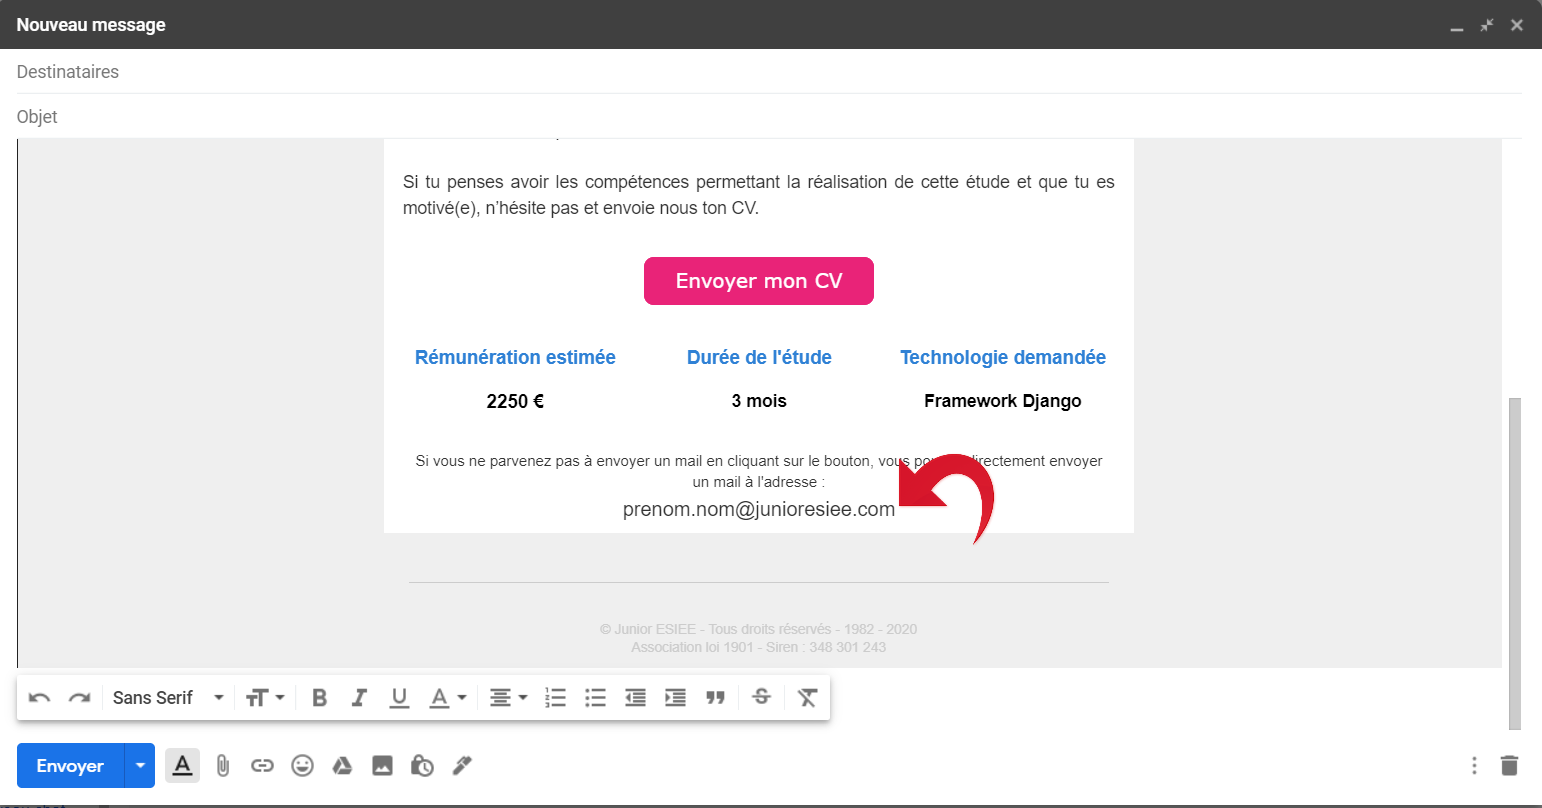 Nouveau message
Destinataires
Objet
Si tu penses avoir les compétences permettant la réalisation de cette étude et que tu es
motivé(e), n’hésite pas et envoie nous ton CV.
Envoyer mon CV
Rémunération estimée Durée de l'étude Technologie demandée
2250 € 3 mois Framework Django
Si vous ne parvenez pas à envoyer un mail en cliquant sur le bouton, vous directement envoyer
un mail à l'adresse :
prenom.nom@junioresiee.com
© Junior ESIEE - Tous droits réservés - 1982 - 2020
Association loi 1901 - Siren : 348 301 243
Sans Serif
Envoyer